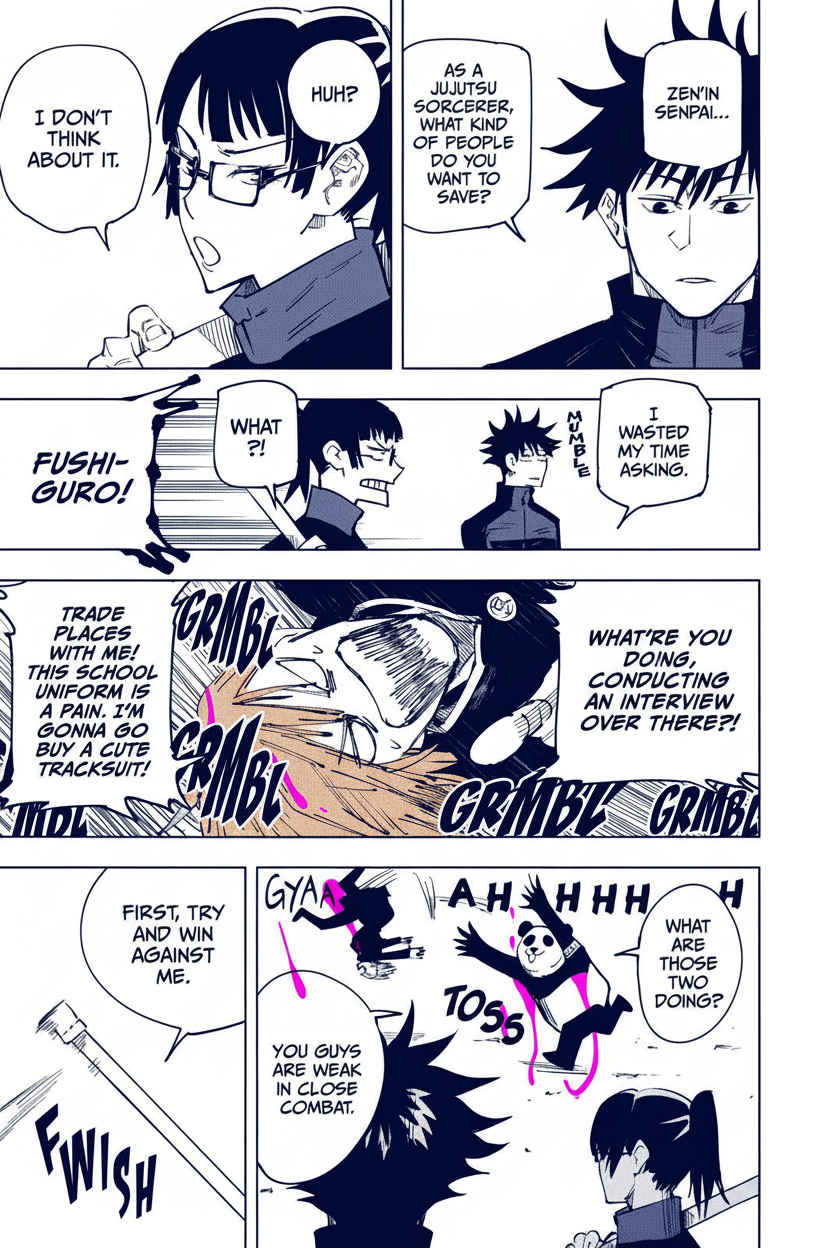 ZEN'IN
SENPAI...
AS A
JUJUTSU
SORCERER,
WHAT KIND
OF PEOPLE
DO YOU
WANT TO
SAVE?
HUH?
I DON'T
THINK
ABOUT IT.
I
WASTED
MY TIME
ASKING.
MUMBLE
WHAT
?!
FUSHI-
GURO!
WHAT'RE YOU
DOING,
CONDUCTING
AN INTERVIEW
OVER THERE?!
GRMBL
GRMBL
GRMBL
GRMBL
TRADE
PLACES
WITH ME!
THIS SCHOOL
UNIFORM IS
A PAIN. I'M
GONNA GO
BUY A CUTE
TRACKSUIT!
MBL
GYAA
AHHHHH
WHAT
ARE
THOSE
TWO
DOING?
TOSS
YOU GUYS
ARE WEAK
IN CLOSE
COMBAT.
FIRST, TRY
AND WIN
AGAINST
ME.
FWISH